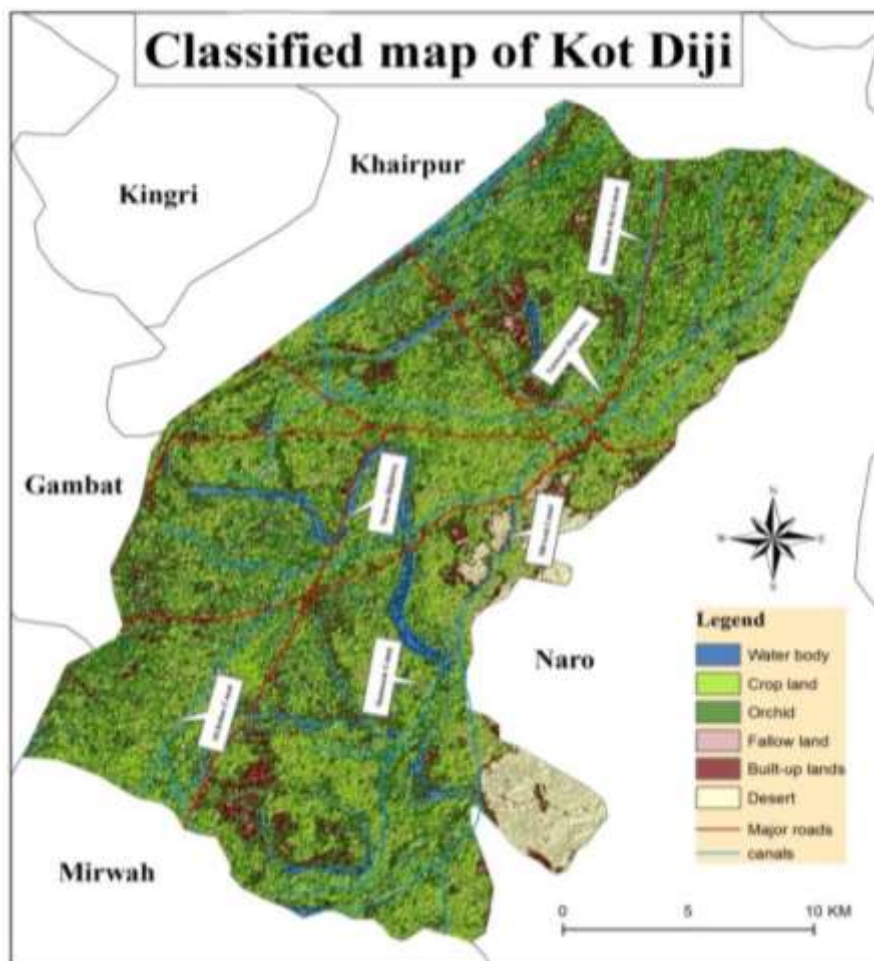 Classified map of Kot Diji
Khairpur
Kingri
Gambat
Naro
Mirwah
N
W
E
S
Legend
Water body
Crop land
Orchid
Fallow land
Built-up lands
Desert
Major roads
canals
0 5 10 KM